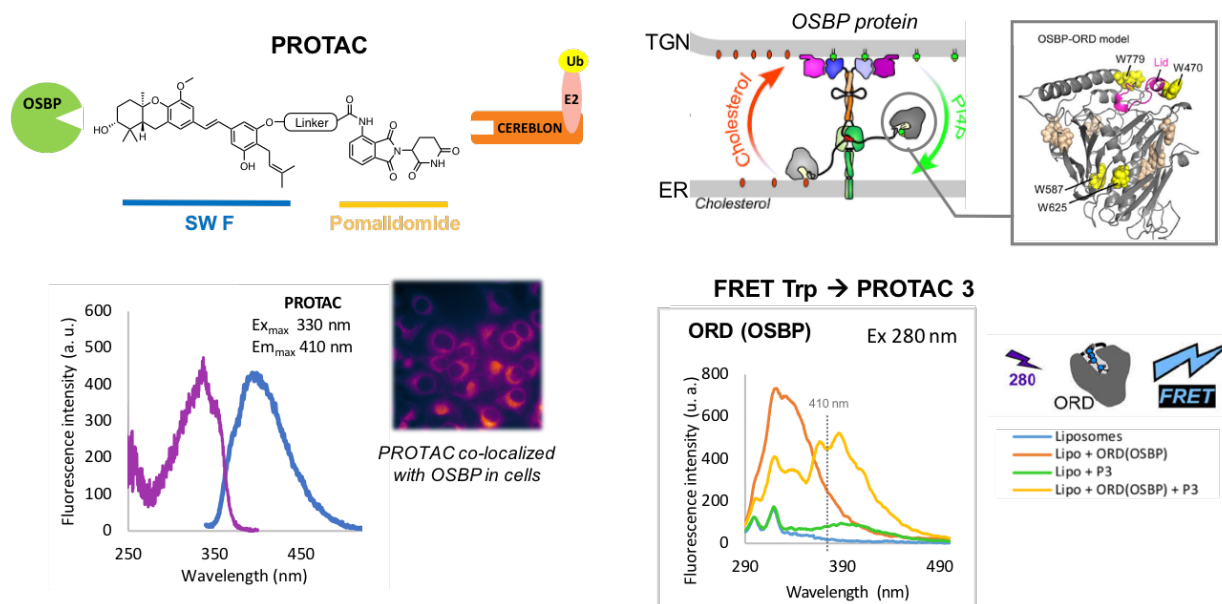 PROTAC
OSBP
O
H
O
HO
H
OH
O
Linker
O
NH
O
O
N
O
NH
O
O
Ub
E2
CEREBLON
SW F
Pomalidomide
OSBP protein
TGN
Cholesterol
PI4P
ER
Cholesterol
OSBP-ORD model
W779
Lid
W470
W587
W625
PROTAC
Exmax 330 nm
Emmax 410 nm
Fluorescence intensity (a. u.)
600
500
400
300
200
100
0
250
350
450
Wavelength (nm)
PROTAC co-localized
with OSBP in cells
FRET Trp → PROTAC 3
ORD (OSBP)
Ex 280 nm
Fluorescence intensity (u. a.)
800
600
400
200
0
410 nm
290
390
490
Wavelength (nm)
280
ORD
FRET
Liposomes
Lipo + ORD(OSBP)
Lipo + P3
Lipo + ORD(OSBP) + P3